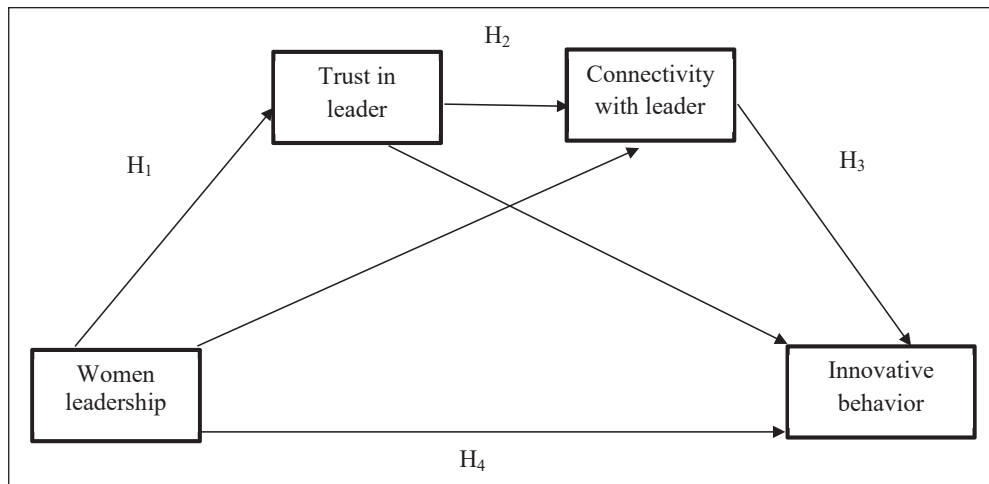 H₂
Trust in
leader
Connectivity
with leader
H₁
H₃
Women
leadership
Innovative
behavior
H₄